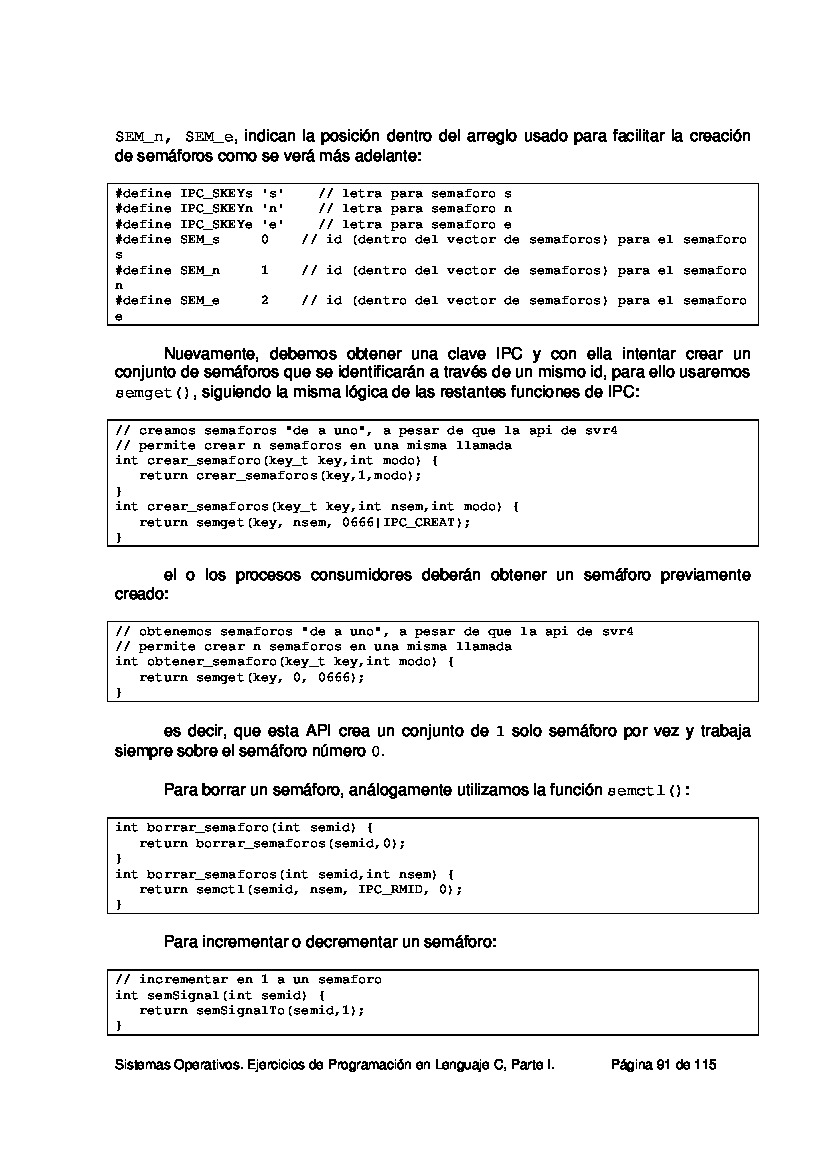 SEM_n, SEM_e, indican la posición dentro del arreglo usado para facilitar la creación
de semáforos como se verá más adelante:
#define IPC_SKEYs 's'    // letra para semaforo s
#define IPC_SKEYn 'n'    // letra para semaforo n
#define IPC_SKEYe 'e'    // letra para semaforo e
#define SEM_s     0    // id (dentro del vector de semaforos) para el semaforo
s
#define SEM_n     1    // id (dentro del vector de semaforos) para el semaforo
n
#define SEM_e     2    // id (dentro del vector de semaforos) para el semaforo
e
Nuevamente, debemos obtener una clave IPC y con ella intentar crear un
conjunto de semáforos que se identificarán a través de un mismo id, para ello usaremos
semget(), siguiendo la misma lógica de las restantes funciones de IPC:
// creamos semaforos "de a uno", a pesar de que la api de svr4
// permite crear n semaforos en una misma llamada
int crear_semaforo(key_t key,int modo) {
   return crear_semaforos(key,1,modo);
}
int crear_semaforos(key_t key,int nsem,int modo) {
   return semget(key, nsem, 0666|IPC_CREAT);
}
el o los procesos consumidores deberán obtener un semáforo previamente
creado:
// obtenemos semaforos "de a uno", a pesar de que la api de svr4
// permite crear n semaforos en una misma llamada
int obtener_semaforo(key_t key,int modo) {
   return semget(key, 0, 0666);
}
es decir, que esta API crea un conjunto de 1 solo semáforo por vez y trabaja
siempre sobre el semáforo número 0.
Para borrar un semáforo, análogamente utilizamos la función semctl():
int borrar_semaforo(int semid) {
   return borrar_semaforos(semid,0);
}
int borrar_semaforos(int semid,int nsem) {
   return semctl(semid, nsem, IPC_RMID, 0);
}
Para incrementar o decrementar un semáforo:
// incrementar en 1 a un semaforo
int semSignal(int semid) {
   return semSignalTo(semid,1);
}
Sistemas Operativos. Ejercicios de Programación en Lenguaje C, Parte I.    Página 91 de 115